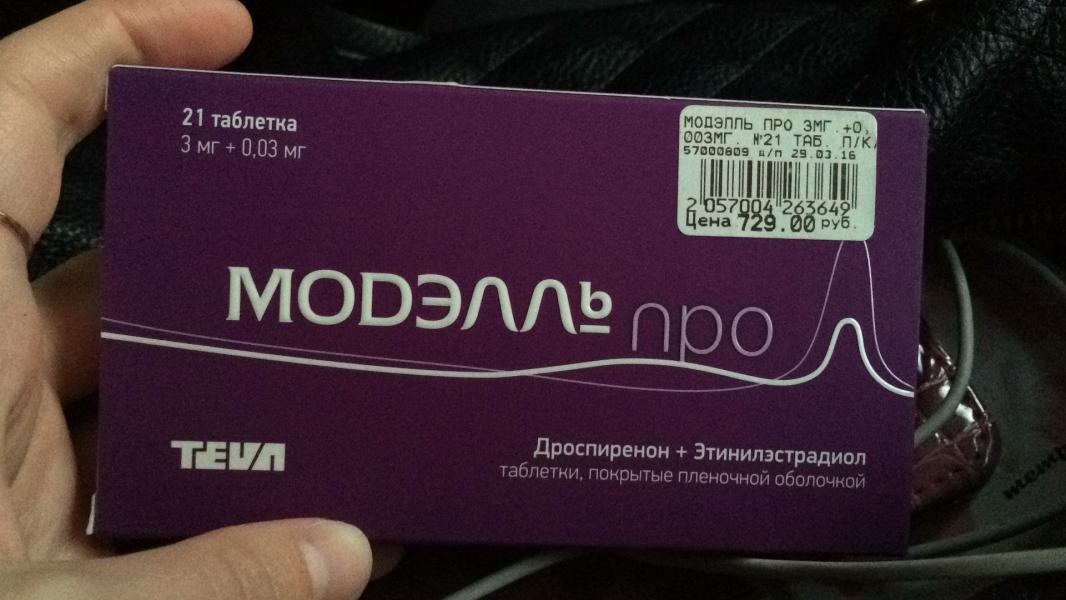 21 таблетка
3 мг + 0,03 мг
МОДЭЛЛЬ ПРО 3МГ.+0,
003МГ. №21 ТАБ. П/К/
57000809 д/п 29.03.16
2 057004 263649
Цена 729.00 руб.
МОDЭЛЛЬ про
TEVA
Дроспиренон + Этинилэстрадиол
таблетки, покрытые пленочной оболочкой